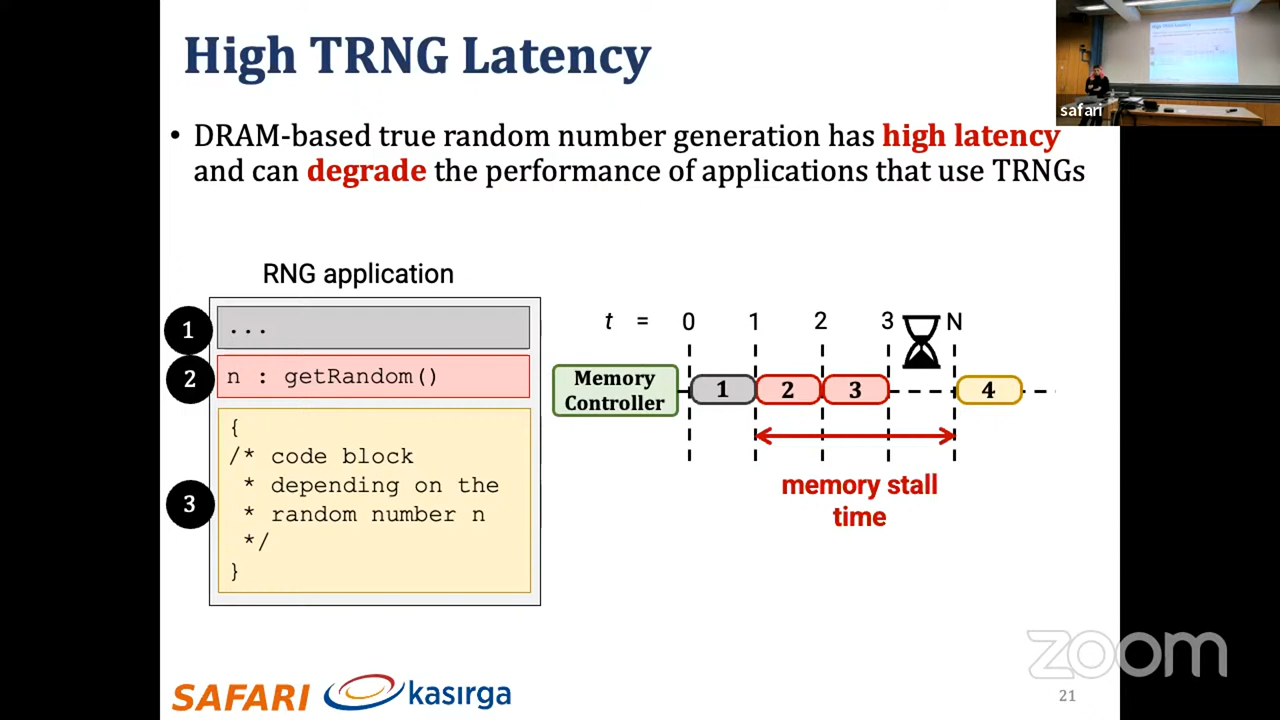 High TRNG Latency
safari
• DRAM-based true random number generation has high latency
and can degrade the performance of applications that use TRNGs
RNG application
1
...
2
n : getRandom()
3
{
/* code block
* depending on the
* random number n
*/
}
t = 0 1 2 3 N
Memory
Controller
1 2 3 4
memory stall
time
SAFARI
kasırga
zoom
21